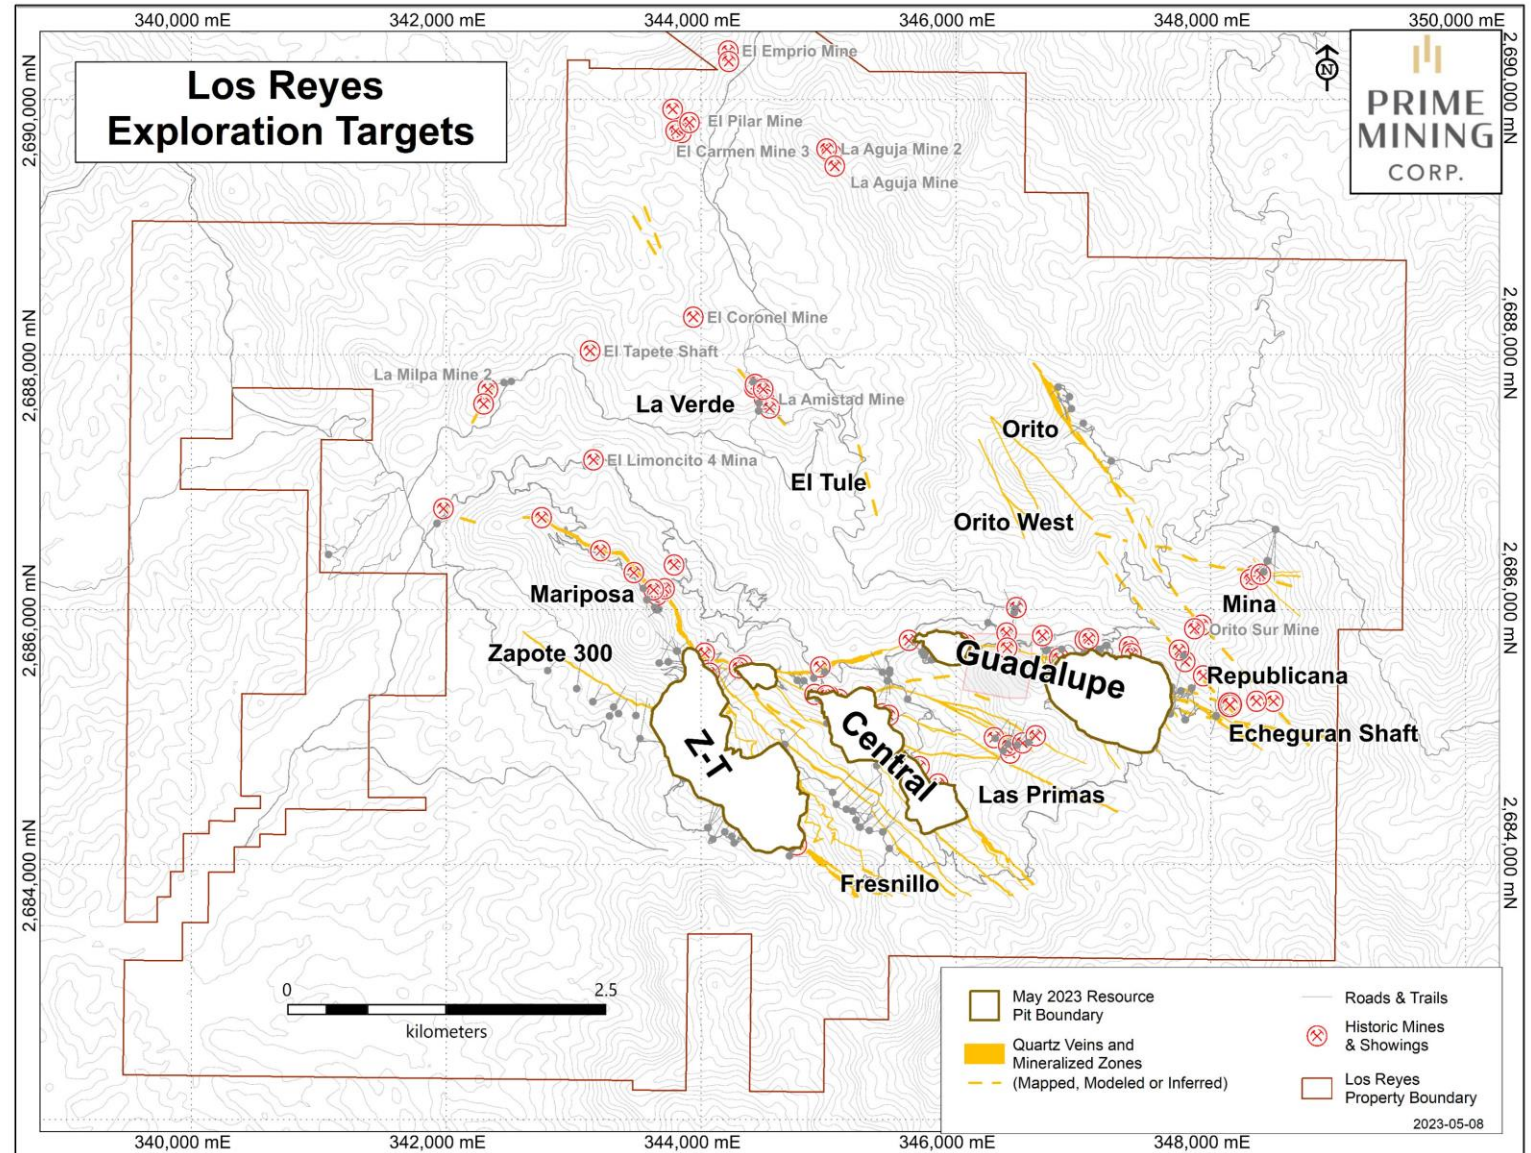 340,000 mE
342,000 mE
344,000 mE
346,000 mE
348,000 mE
350,000 mE
2,690,000 mN
2,690,000 mN
Los Reyes
Exploration Targets
N
PRIME
MINING
CORP.
El Emprio Mine
El Pilar Mine
El Carmen Mine 3
La Aguja Mine 2
La Aguja Mine
El Coronel Mine
El Tapete Shaft
2,688,000 mN
2,688,000 mN
La Milpa Mine 2
La Verde
La Amistad Mine
Orito
El Limoncito 4 Mina
El Tule
Orito West
2,686,000 mN
2,686,000 mN
Mariposa
Mina
Orito Sur Mine
Zapote 300
Guadalupe
Republicana
Echeguran Shaft
Z-T
Central
Las Primas
2,684,000 mN
2,684,000 mN
Fresnillo
0
2.5
kilometers
May 2023 Resource
Pit Boundary
Quartz Veins and
Mineralized Zones
(Mapped, Modeled or Inferred)
Roads & Trails
Historic Mines
& Showings
Los Reyes
Property Boundary
2023-05-08
340,000 mE
342,000 mE
344,000 mE
346,000 mE
348,000 mE